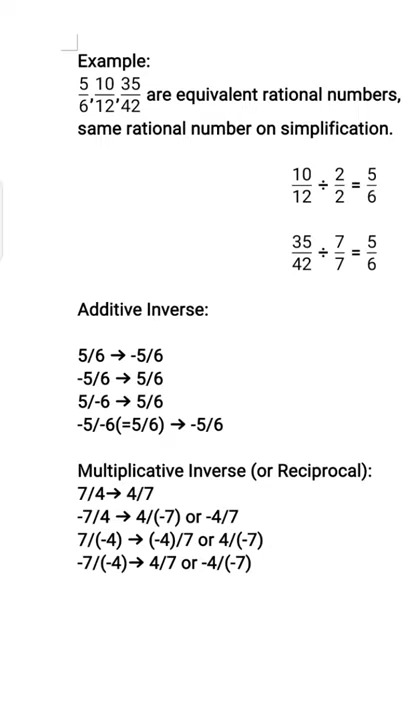 Example:
5/6, 10/12, 35/42 are equivalent rational numbers,
same rational number on simplification.
10/12 ÷ 2/2 = 5/6
35/42 ÷ 7/7 = 5/6
Additive Inverse:
5/6 → -5/6
-5/6 → 5/6
5/-6 → 5/6
-5/-6(=5/6) → -5/6
Multiplicative Inverse (or Reciprocal):
7/4→ 4/7
-7/4 → 4/(-7) or -4/7
7/(-4) → (-4)/7 or 4/(-7)
-7/(-4)→ 4/7 or -4/(-7)